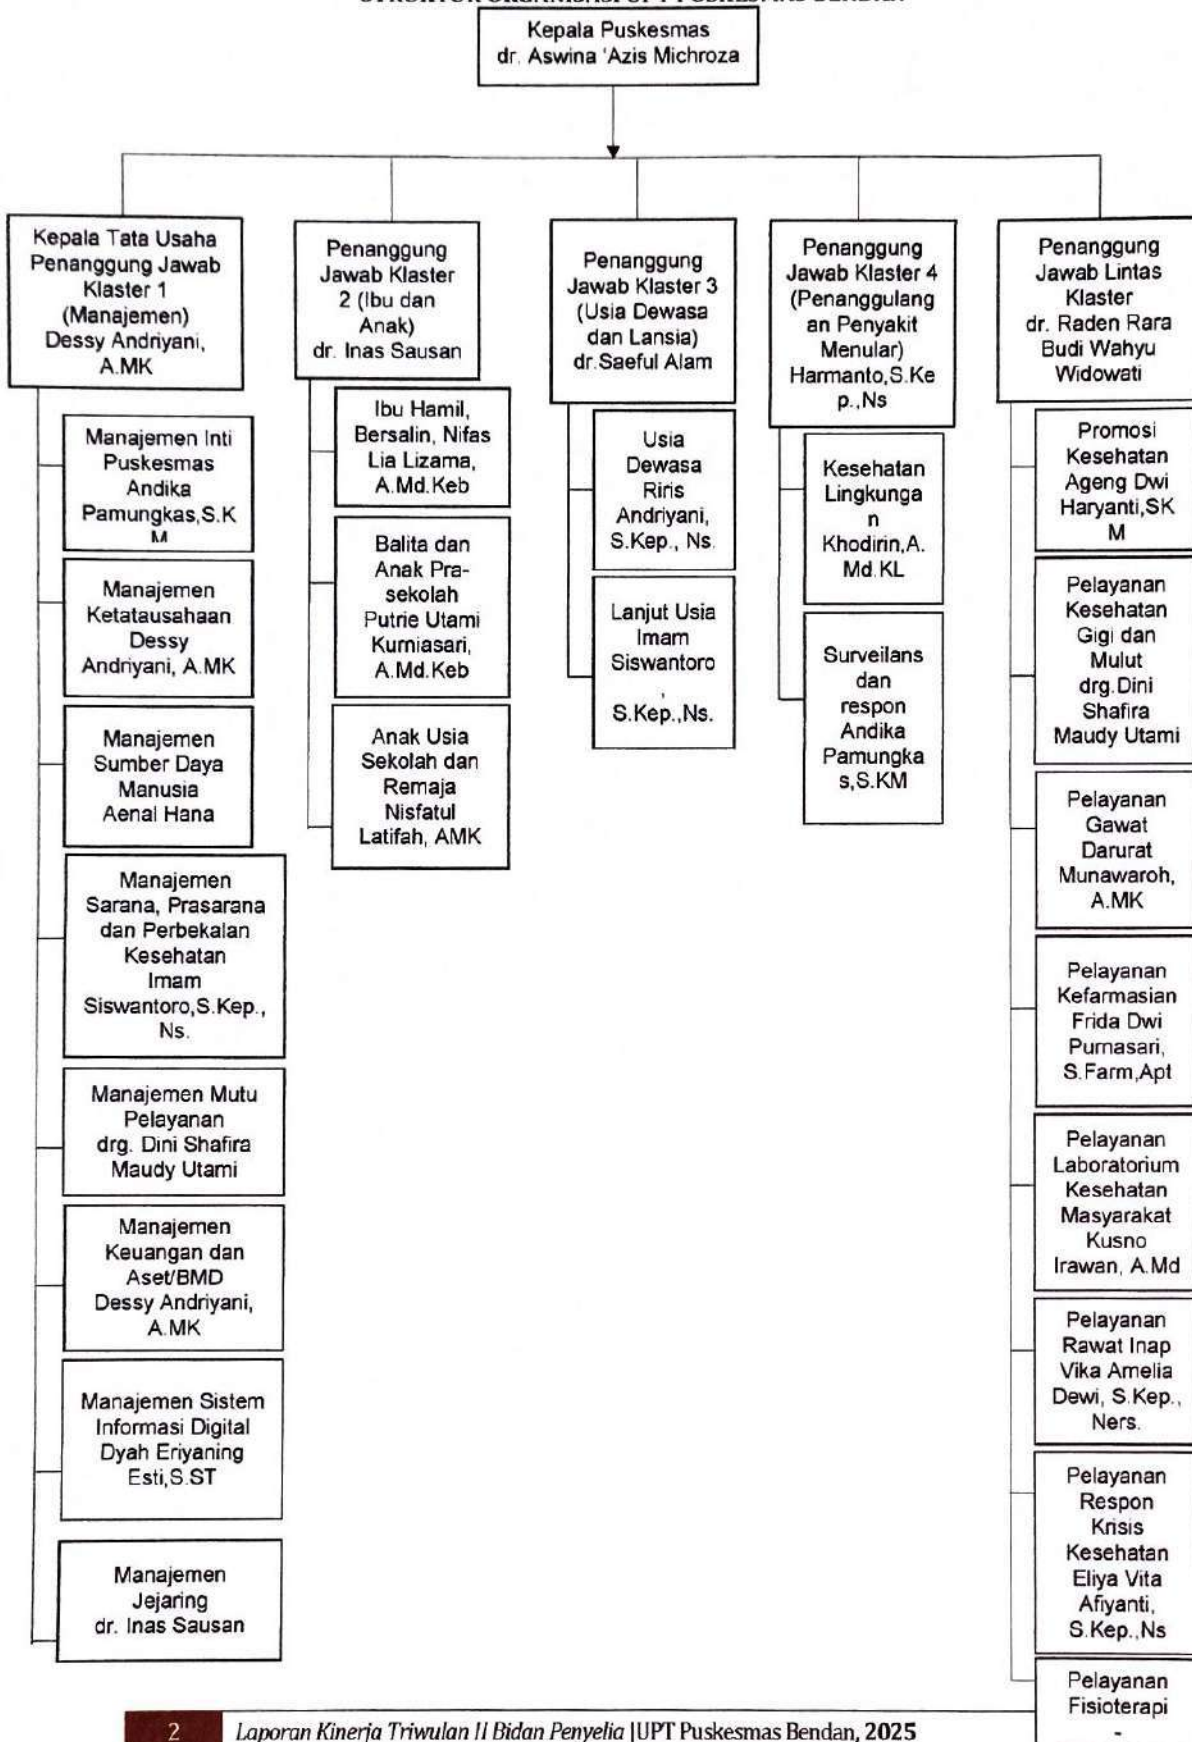 STRUKTUR ORGANISASI UPT PUSKESMAS BENDAN
Kepala Puskesmas
dr. Aswina 'Azis Michroza
Kepala Tata Usaha
Penanggung Jawab
Klaster 1
(Manajemen)
Dessy Andriyani,
A.MK
Manajemen Inti
Puskesmas
Andika
Pamungkas,S.K
M
Manajemen
Ketatausahaan
Dessy
Andriyani, A.MK
Manajemen
Sumber Daya
Manusia
Aenal Hana
Manajemen
Sarana, Prasarana
dan Perbekalan
Kesehatan
Imam
Siswantoro,S.Kep.,
Ns.
Manajemen Mutu
Pelayanan
drg. Dini Shafira
Maudy Utami
Manajemen
Keuangan dan
Aset/BMD
Dessy Andriyani,
A.MK
Manajemen Sistem
Informasi Digital
Dyah Eriyaning
Esti,S.ST
Manajemen
Jejaring
dr. Inas Sausan
Penanggung
Jawab Klaster
2 (Ibu dan
Anak)
dr. Inas Sausan
Ibu Hamil,
Bersalin, Nifas
Lia Lizama,
A.Md.Keb
Balita dan
Anak Pra-
sekolah
Putrie Utami
Kurniasari,
A.Md.Keb
Anak Usia
Sekolah dan
Remaja
Nisfatul
Latifah, AMK
Penanggung
Jawab Klaster 3
(Usia Dewasa
dan Lansia)
dr.Saeful Alam
Usia
Dewasa
Riris
Andriyani,
S.Kep., Ns.
Lanjut Usia
Imam
Siswantoro
,
S.Kep.,Ns.
Penanggung
Jawab Klaster 4
(Penanggulang
an Penyakit
Menular)
Harmanto,S.Ke
p.,Ns
Kesehatan
Lingkunga
n
Khodirin,A.
Md.KL
Surveilans
dan
respon
Andika
Pamungka
s,S.KM
Penanggung
Jawab Lintas
Klaster
dr. Raden Rara
Budi Wahyu
Widowati
Promosi
Kesehatan
Ageng Dwi
Haryanti,SK
M
Pelayanan
Kesehatan
Gigi dan
Mulut
drg.Dini
Shafira
Maudy Utami
Pelayanan
Gawat
Darurat
Munawaroh,
A.MK
Pelayanan
Kefarmasian
Frida Dwi
Purnasari,
S.Farm,Apt
Pelayanan
Laboratorium
Kesehatan
Masyarakat
Kusno
Irawan, A.Md
Pelayanan
Rawat Inap
Vika Amelia
Dewi, S.Kep.,
Ners.
Pelayanan
Respon
Krisis
Kesehatan
Eliya Vita
Afiyanti,
S.Kep.,Ns
Pelayanan
Fisioterapi
-
2 Laporan Kinerja Triwulan II Bidan Penyelia |UPT Puskesmas Bendan, 2025